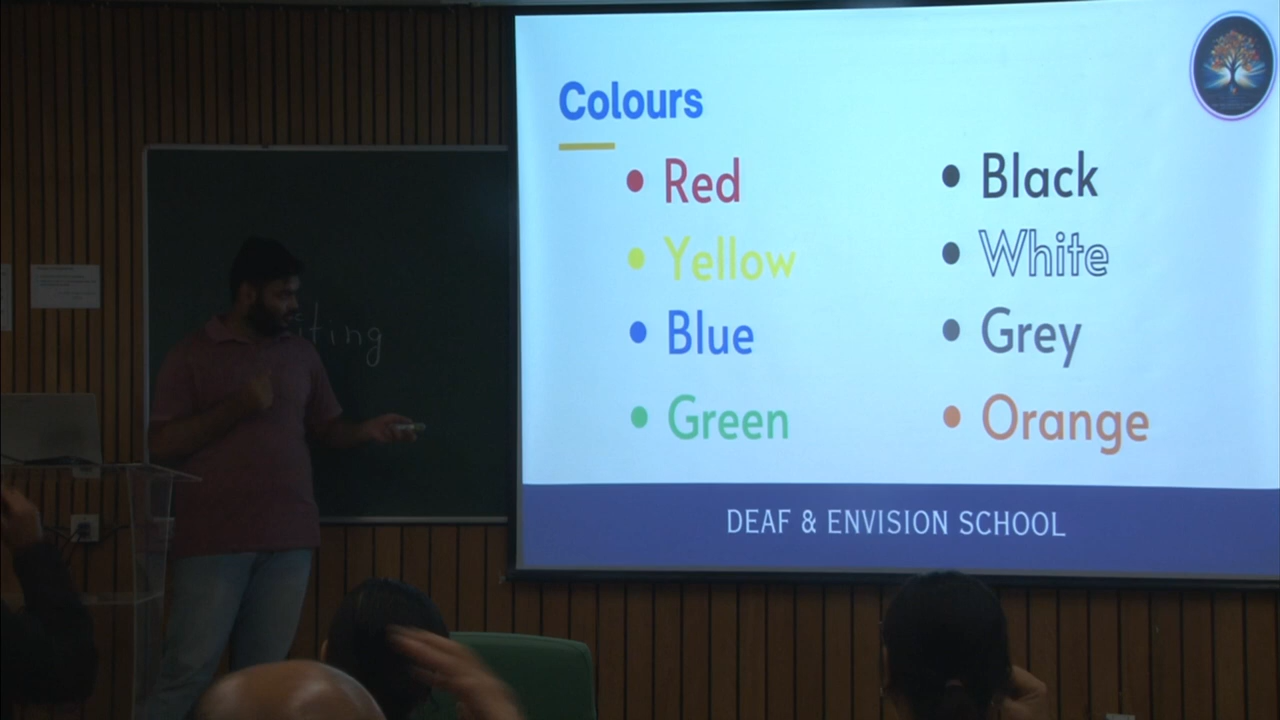 Colours
Red
Yellow
Blue
Green
Black
White
Grey
Orange
DEAF & ENVISION SCHOOL